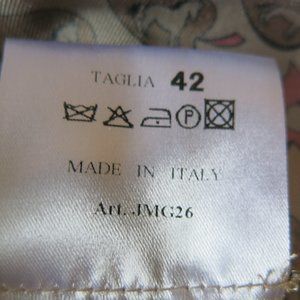 TAGLIA 42
P
MADE IN ITALY
Art. JMG26